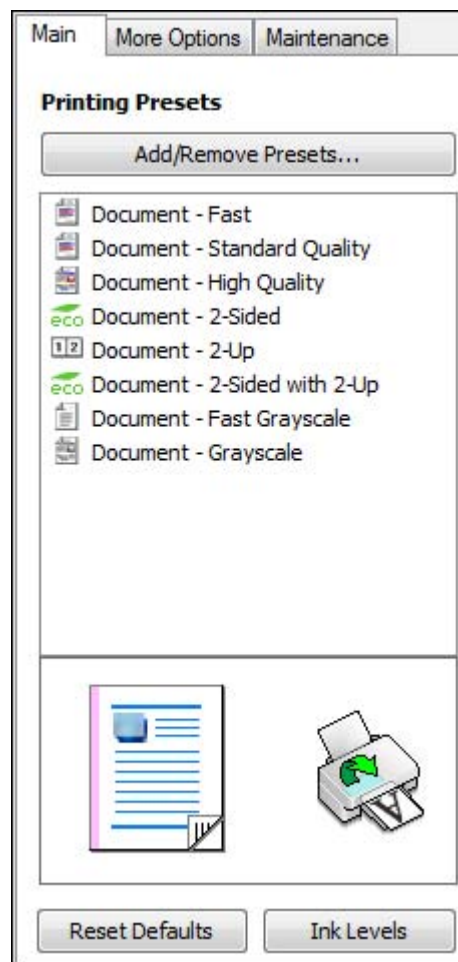 Main More Options Maintenance
Printing Presets
Add/Remove Presets...
Document - Fast
Document - Standard Quality
Document - High Quality
eco Document - 2-Sided
1 2 Document - 2-Up
eco Document - 2-Sided with 2-Up
Document - Fast Grayscale
Document - Grayscale
A
Reset Defaults Ink Levels